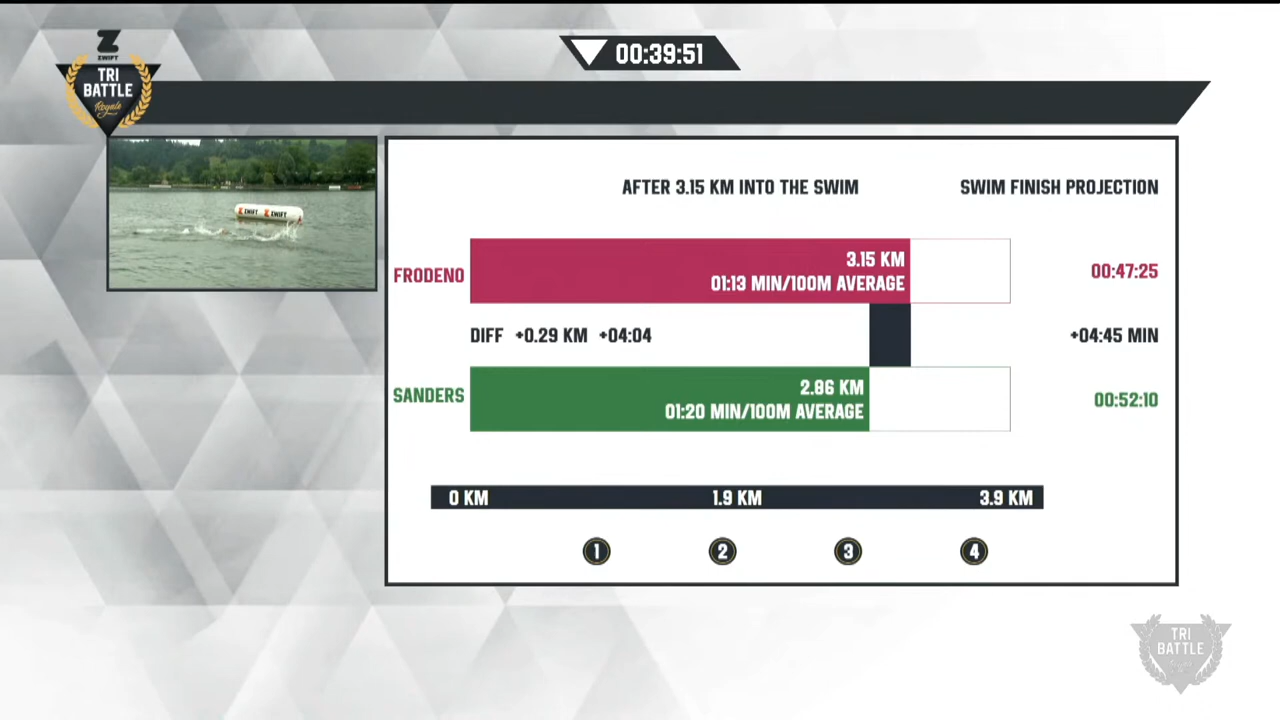 ZWIFT
TRI
BATTLE
Royale
00:39:51
ZWIFT ZWIFT
AFTER 3.15 KM INTO THE SWIM
SWIM FINISH PROJECTION
FRODENO
3.15 KM
01:13 MIN/100M AVERAGE
00:47:25
DIFF +0.29 KM +04:04
+04:45 MIN
SANDERS
2.86 KM
01:20 MIN/100M AVERAGE
00:52:10
0 KM 1.9 KM 3.9 KM
1 2 3 4
TRI
BATTLE
Royale